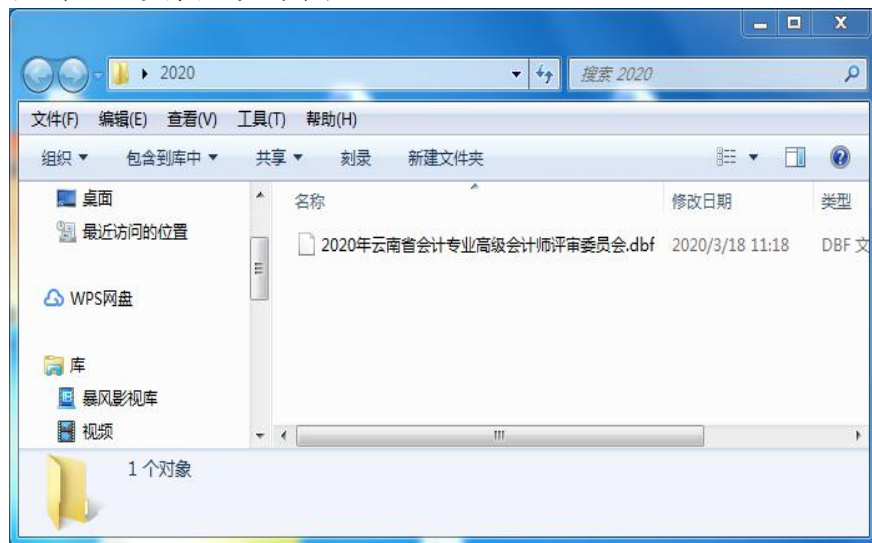 X
2020
搜索 2020
文件(F) 编辑(E) 查看(V) 工具(T) 帮助(H)
组织 包含到库中 共享 刻录 新建文件夹
桌面
最近访问的位置
WPS网盘
库
暴风影视库
视频
名称 修改日期 类型
2020年云南省会计专业高级会计师评审委员会.dbf 2020/3/18 11:18 DBF 文
1 个对象